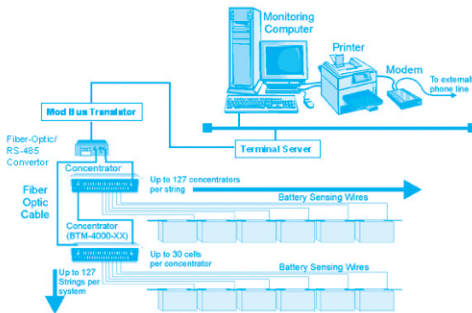 Monitoring
Computer
Printer
Modem
To external
phone line
Mod Bus Translator
Terminal Server
Fiber-Optic/
RS-485
Convertor
Concentrator
Up to 127 concentrators
per string
Fiber
Optic
Cable
Battery Sensing Wires
Concentrator
(BTM-4000-XX)
Up to 30 cells
per concentrator
Up to 127
Strings per
system
Battery Sensing Wires